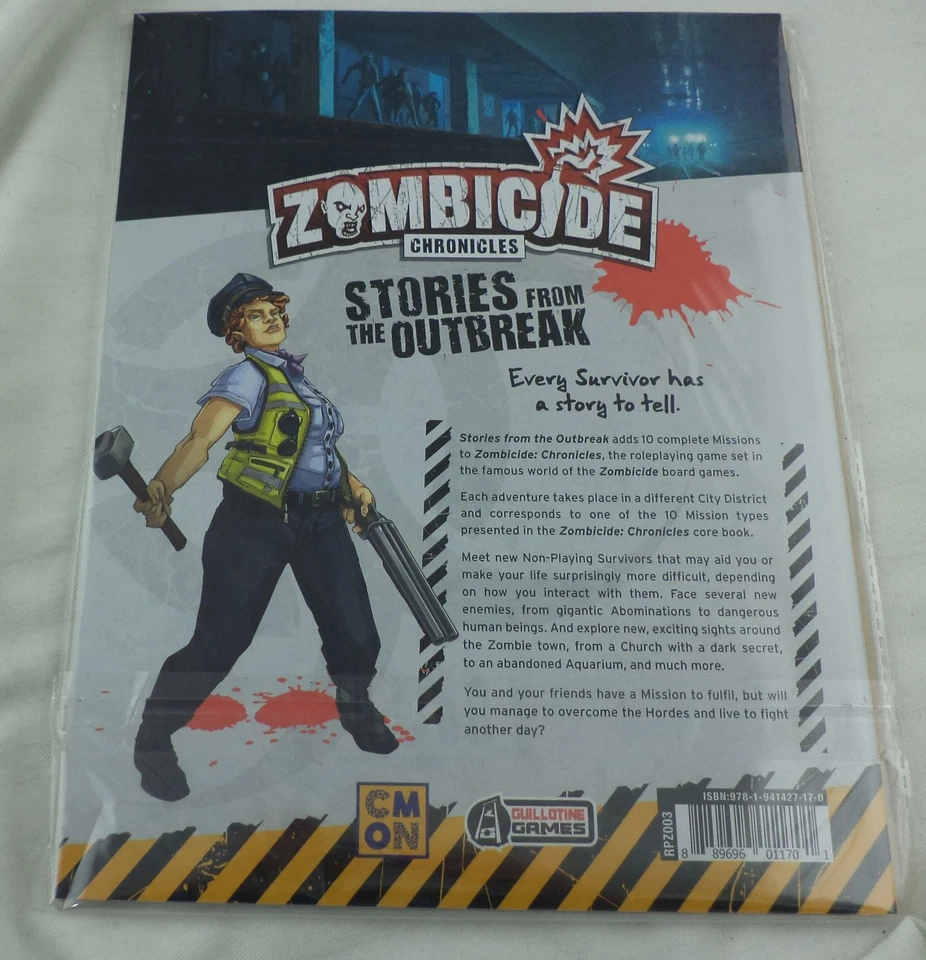 ZOMBICIDE
CHRONICLES
STORIES FROM
THE OUTBREAK
Every Survivor has
a story to tell.
Stories from the Outbreak adds 10 complete Missions
to Zombicide: Chronicles, the roleplaying game set in
the famous world of the Zombicide board games.
Each adventure takes place in a different City District
and corresponds to one of the 10 Mission types
presented in the Zombicide: Chronicles core book.
Meet new Non-Playing Survivors that may aid you or
make your life surprisingly more difficult, depending
on how you interact with them. Face several new
enemies, from gigantic Abominations to dangerous
human beings. And explore new, exciting sights around
the Zombie town, from a Church with a dark secret,
to an abandoned Aquarium, and much more.
You and your friends have a Mission to fulfil, but will
you manage to overcome the Hordes and live to fight
another day?
CM
ON
GUILLOTINE
GAMES
RPZ003
ISBN:978-1-941427-17-0
8 89696 01170 1